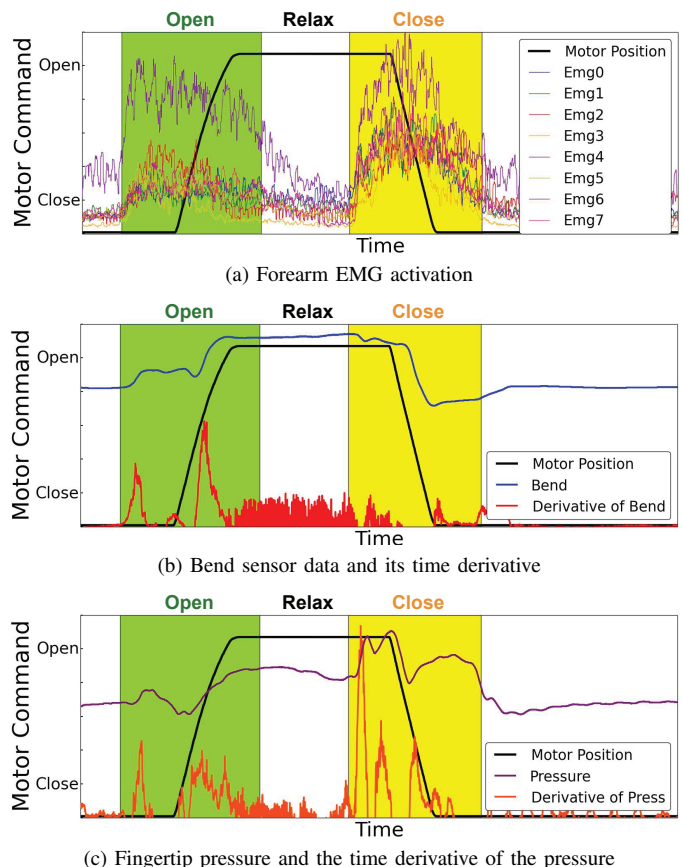 Open Relax Close
Motor Command
Open
Close
Motor Position
Emg0
Emg1
Emg2
Emg3
Emg4
Emg5
Emg6
Emg7
Time
(a) Forearm EMG activation
Open Relax Close
Motor Command
Open
Close
Motor Position
Bend
Derivative of Bend
Time
(b) Bend sensor data and its time derivative
Open Relax Close
Motor Command
Open
Close
Motor Position
Pressure
Derivative of Press
Time
(c) Fingertip pressure and the time derivative of the pressure